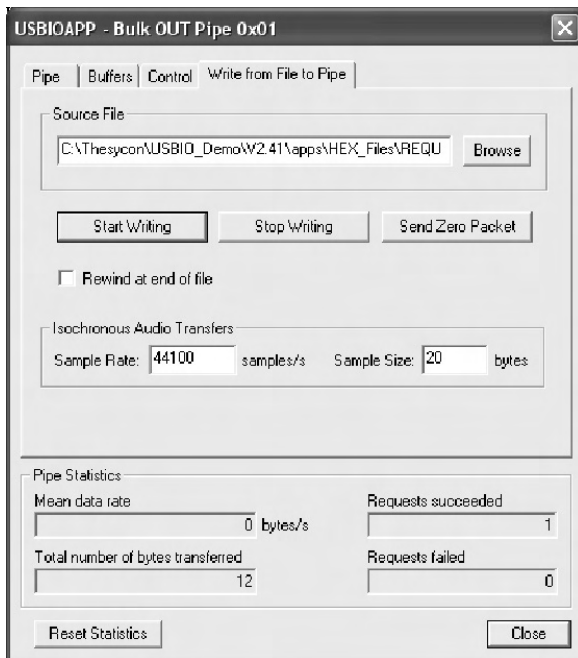 USBIOAPP - Bulk OUT Pipe 0x01
Pipe Buffers Control Write from File to Pipe
Source File
C:\Thesycon\USBIO_Demo\V2.41\apps\HEX_Files\REQU Browse
Start Writing Stop Writing Send Zero Packet
Rewind at end of file
Isochronous Audio Transfers
Sample Rate: 44100 samples/s Sample Size: 20 bytes
Pipe Statistics
Mean data rate Requests succeeded
0 bytes/s 1
Total number of bytes transferred Requests failed
12 0
Reset Statistics Close